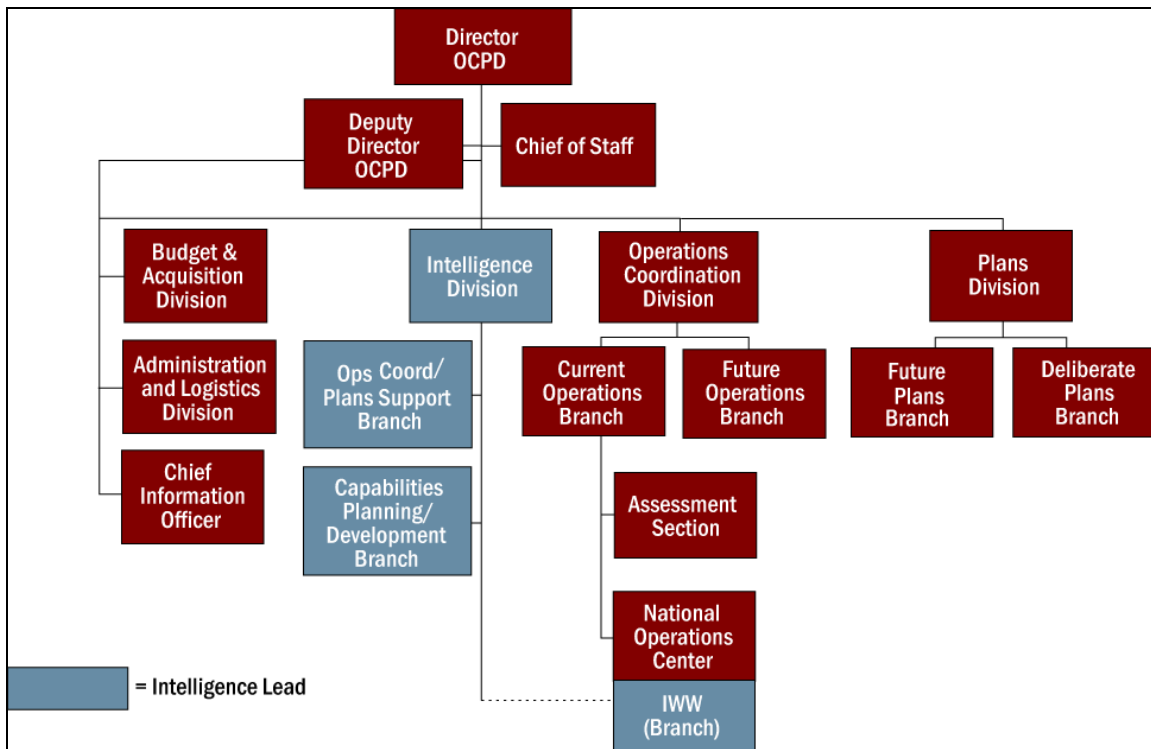 Director
OCPD
Deputy
Director
OCPD
Chief of Staff
Budget &
Acquisition
Division
Intelligence
Division
Operations
Coordination
Division
Plans
Division
Administration
and Logistics
Division
Ops Coord/
Plans Support
Branch
Current
Operations
Branch
Future
Operations
Branch
Future
Plans
Branch
Deliberate
Plans
Branch
Chief
Information
Officer
Capabilities
Planning/
Development
Branch
Assessment
Section
National
Operations
Center
IWW
(Branch)
= Intelligence Lead